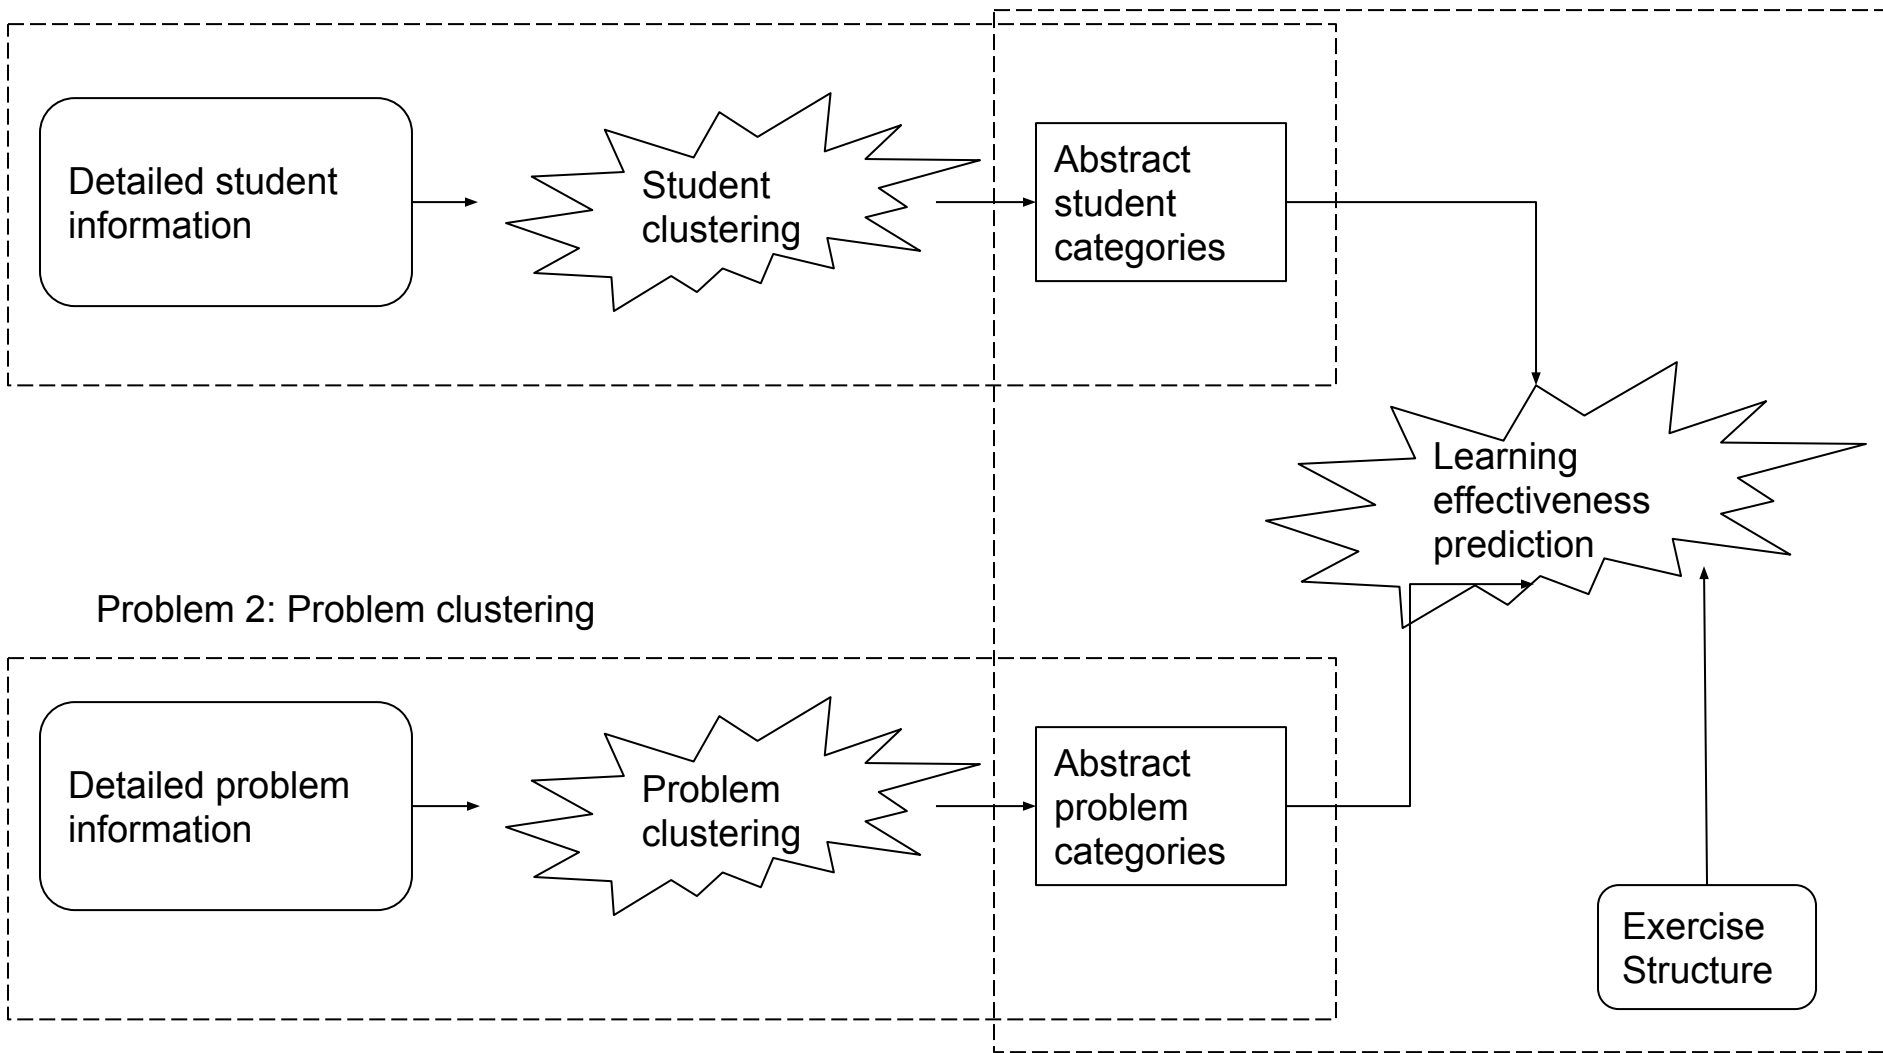 Detailed student
information
Student
clustering
Abstract
student
categories
Learning
effectiveness
prediction
Problem 2: Problem clustering
Detailed problem
information
Problem
clustering
Abstract
problem
categories
Exercise
Structure